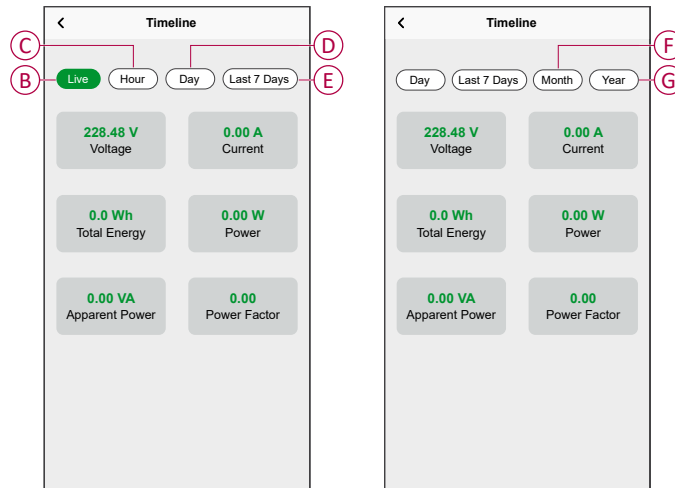 Timeline
C
D
B
Live
Hour
Day
Last 7 Days
E
228.48 V
Voltage
0.00 A
Current
0.0 Wh
Total Energy
0.00 W
Power
0.00 VA
Apparent Power
0.00
Power Factor
Timeline
F
Day
Last 7 Days
Month
Year
G
228.48 V
Voltage
0.00 A
Current
0.0 Wh
Total Energy
0.00 W
Power
0.00 VA
Apparent Power
0.00
Power Factor